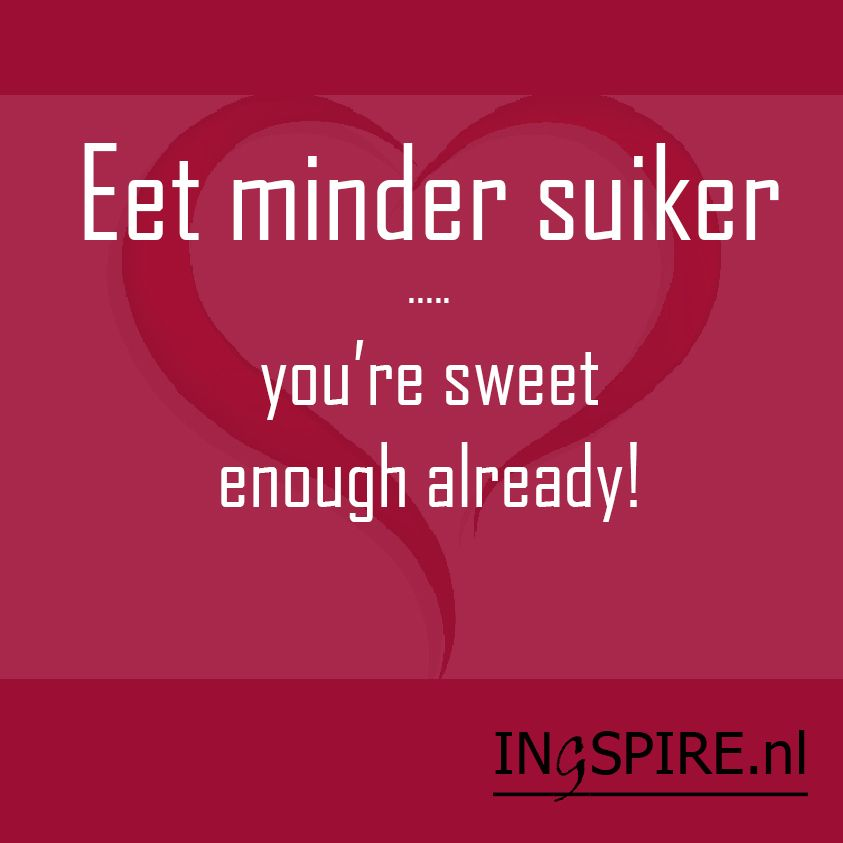 Eet minder suiker
.....
you're sweet
enough already!
INgSPIRE.nl